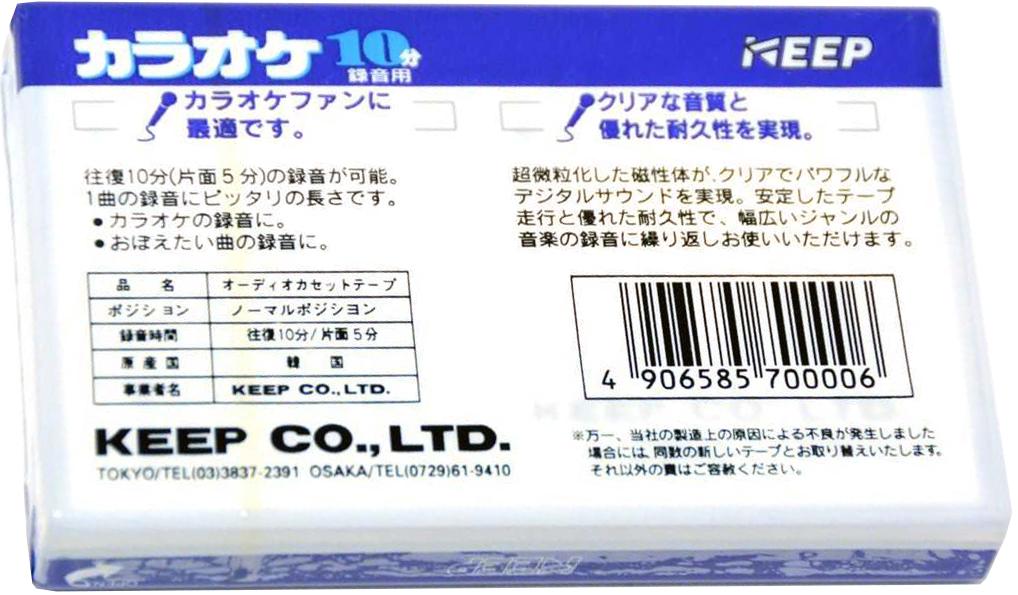 カラオケ10分
録音用
KEEP
カラオケファンに
最適です。
クリアな音質と
優れた耐久性を実現。
往復10分(片面5分)の録音が可能。
1曲の録音にピッタリの長さです。
●カラオケの録音に。
●おぼえたい曲の録音に。
超微粒化した磁性体が、クリアでパワフルな
デジタルサウンドを実現。安定したテープ
走行と優れた耐久性で、幅広いジャンルの
音楽の録音に繰り返しお使いいただけます。
品名 オーディオカセットテープ
ポジション ノーマルポジション
録音時間 往復10分/片面5分
原産国 韓国
事業者名 KEEP CO.,LTD.
4 906585 700006
KEEP CO.,LTD.
TOKYO/TEL(03)3837-2391 OSAKA/TEL(0729)61-9410
※万一、当社の製造上の原因による不良が発生しました
場合には、同数の新しいテープとお取り替えいたします。
それ以外の責はご容赦ください。